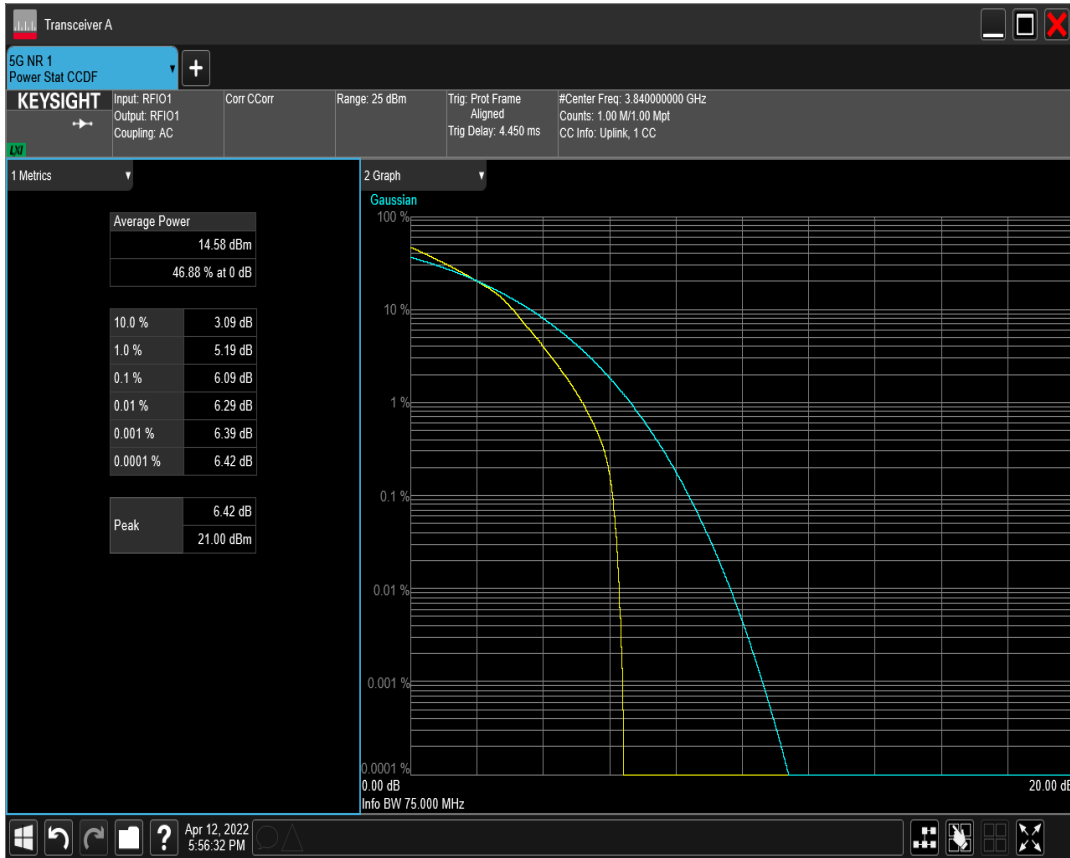 Transceiver A
5G NR 1
Power Stat CCDF
KEYSIGHT
LXI
Input: RFIO1
Output: RFIO1
Coupling: AC
Corr CCorr
Range: 25 dBm
Trig: Prot Frame
Aligned
Trig Delay: 4.450 ms
#Center Freq: 3.840000000 GHz
Counts: 1.00 M/1.00 Mpt
CC Info: Uplink, 1 CC
1 Metrics
Average Power
14.58 dBm
46.88 % at 0 dB
10.0 % 3.09 dB
1.0 % 5.19 dB
0.1 % 6.09 dB
0.01 % 6.29 dB
0.001 % 6.39 dB
0.0001 % 6.42 dB
Peak 6.42 dB
21.00 dBm
2 Graph
Gaussian
100 %
10 %
1 %
0.1 %
0.01 %
0.001 %
0.0001 %
0.00 dB 20.00 dB
Info BW 75.000 MHz
? Apr 12, 2022
5:56:32 PM